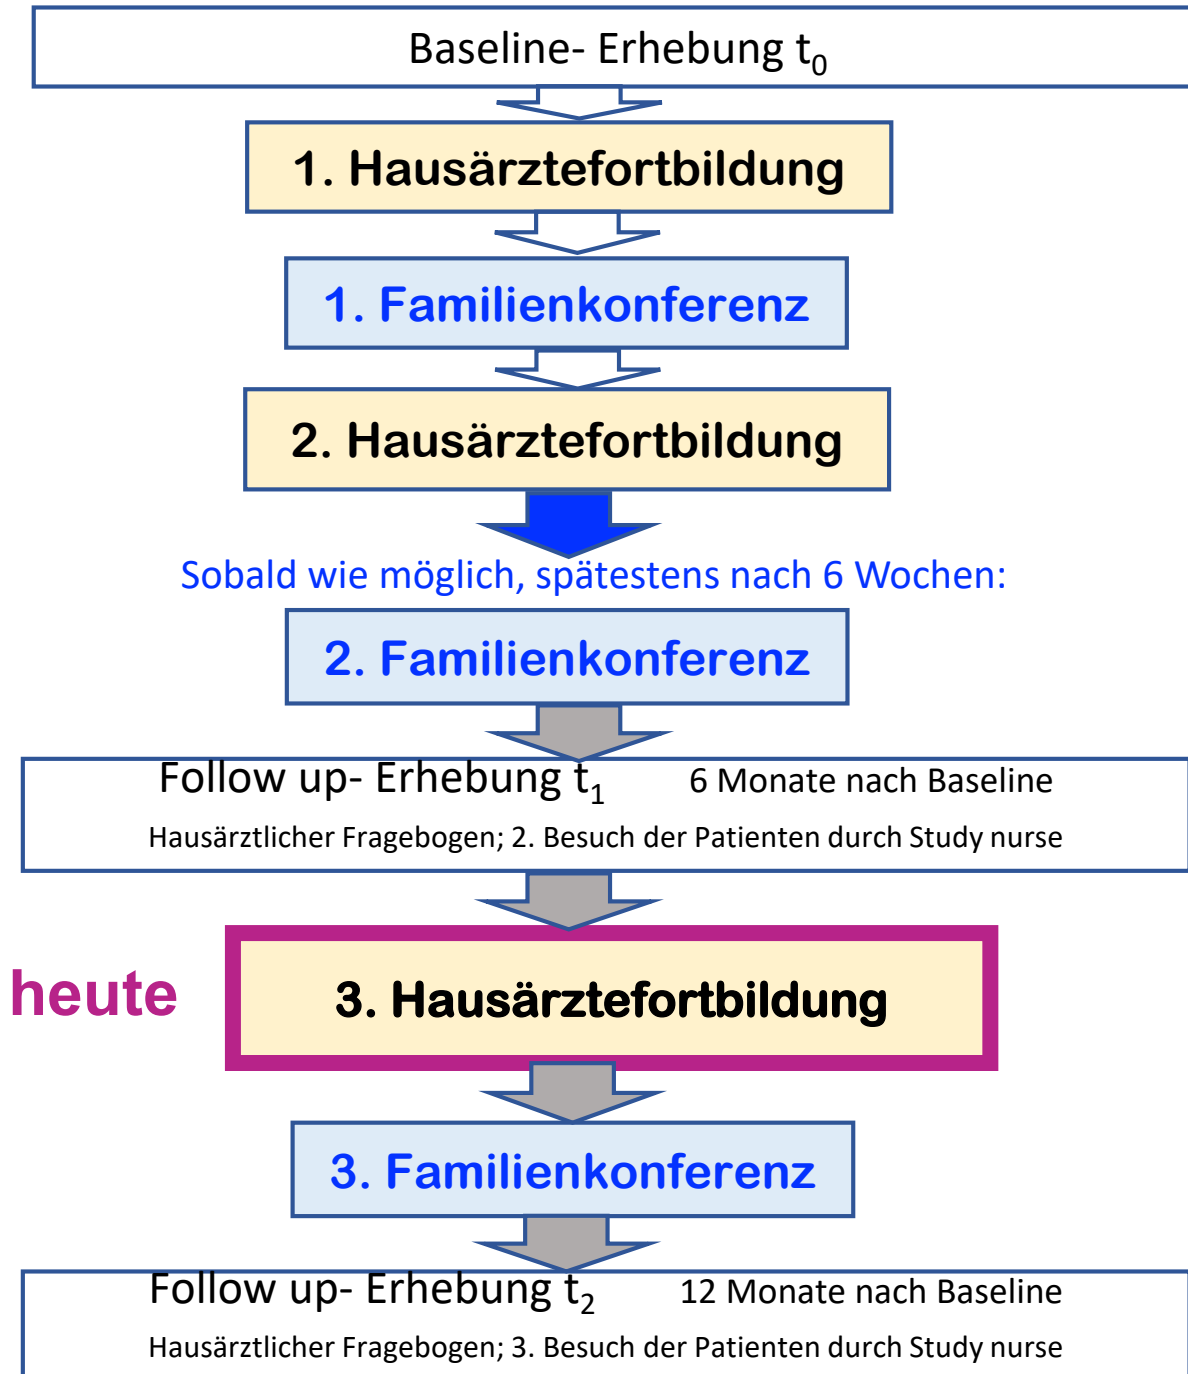 Baseline- Erhebung t₀
1. Hausärztefortbildung
1. Familienkonferenz
2. Hausärztefortbildung
Sobald wie möglich, spätestens nach 6 Wochen:
2. Familienkonferenz
Follow up- Erhebung t₁ 6 Monate nach Baseline
Hausärztlicher Fragebogen; 2. Besuch der Patienten durch Study nurse
heute 3. Hausärztefortbildung
3. Familienkonferenz
Follow up- Erhebung t₂ 12 Monate nach Baseline
Hausärztlicher Fragebogen; 3. Besuch der Patienten durch Study nurse